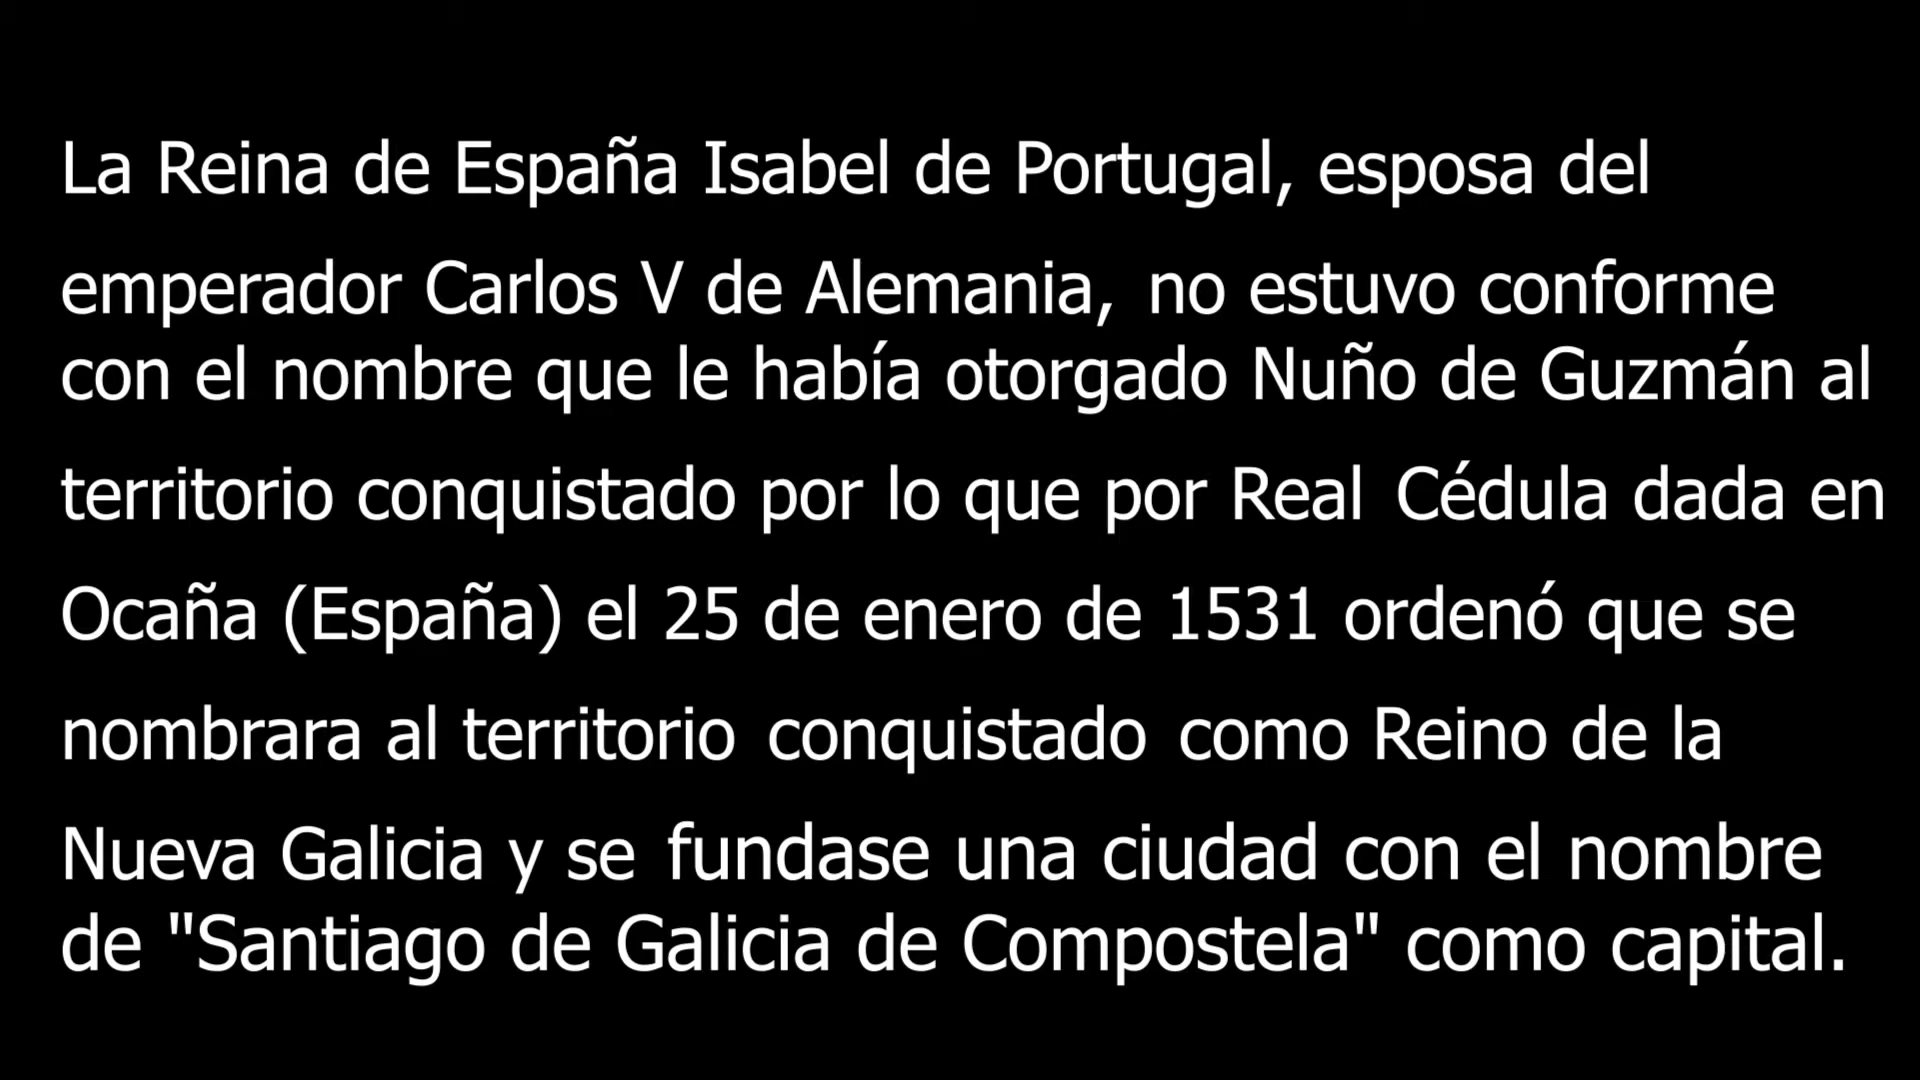 La Reina de España Isabel de Portugal, esposa del
emperador Carlos V de Alemania, no estuvo conforme
con el nombre que le había otorgado Nuño de Guzmán al
territorio conquistado por lo que por Real Cédula dada en
Ocaña (España) el 25 de enero de 1531 ordenó que se
nombrara al territorio conquistado como Reino de la
Nueva Galicia y se fundase una ciudad con el nombre
de "Santiago de Galicia de Compostela" como capital.